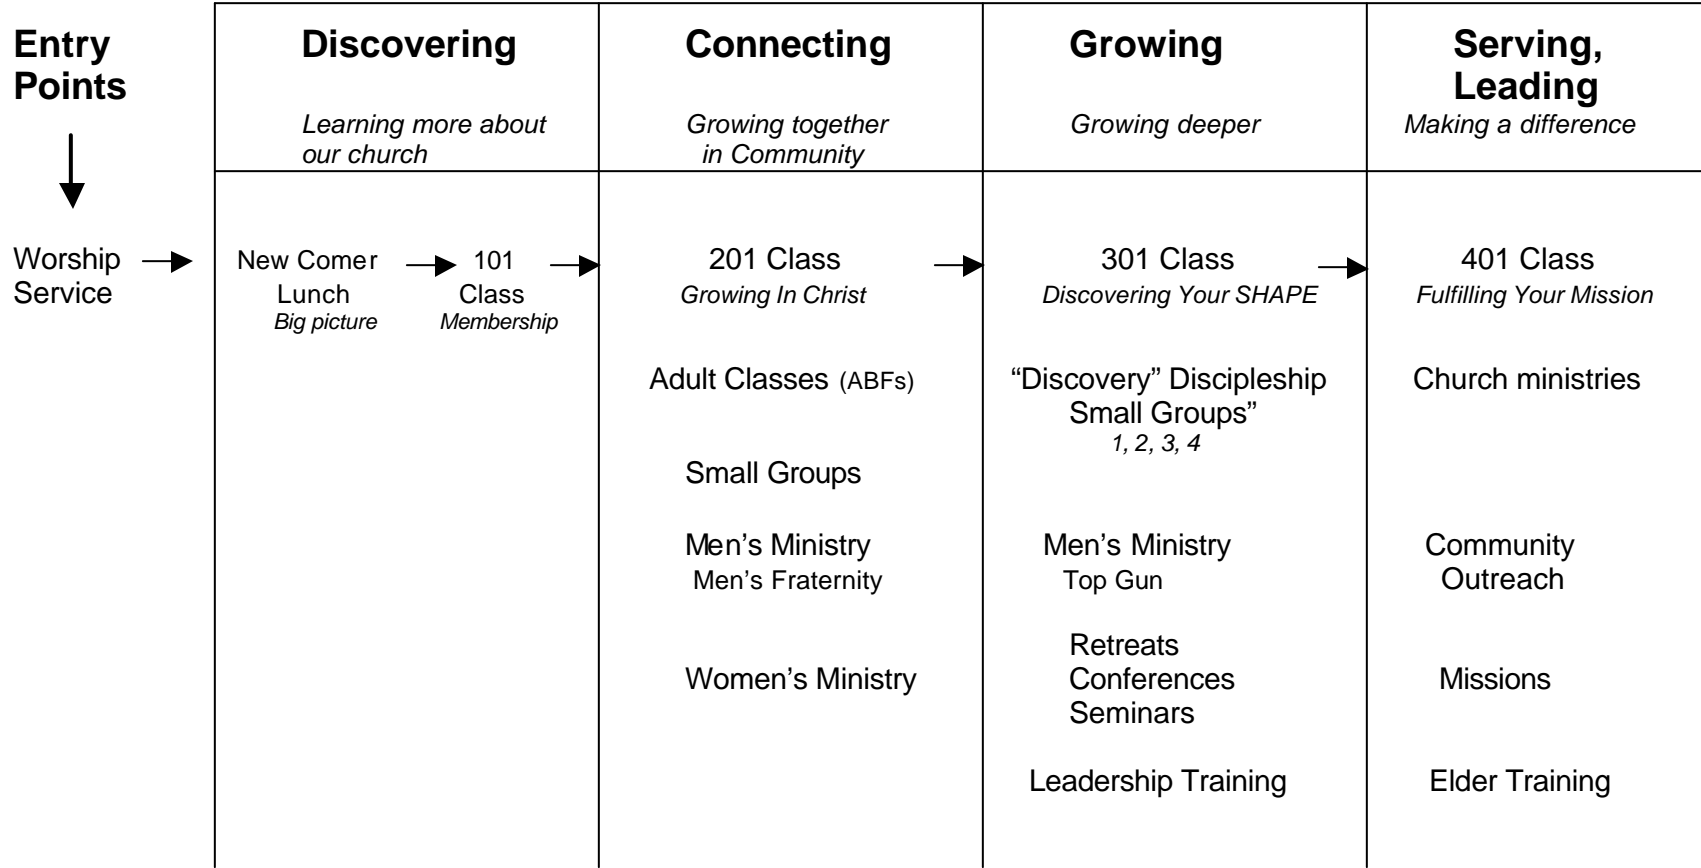 Entry
Points
Discovering
Learning more about
our church
Connecting
Growing together
in Community
Growing
Growing deeper
Serving,
Leading
Making a difference
Worship
Service
New Comer
Lunch
Big picture
101
Class
Membership
201 Class
Growing In Christ
301 Class
Discovering Your SHAPE
401 Class
Fulfilling Your Mission
Adult Classes (ABFs)
Small Groups
Men’s Ministry
Men’s Fraternity
Women’s Ministry
“Discovery” Discipleship
Small Groups”
1, 2, 3, 4
Men’s Ministry
Top Gun
Retreats
Conferences
Seminars
Leadership Training
Church ministries
Community
Outreach
Missions
Elder Training